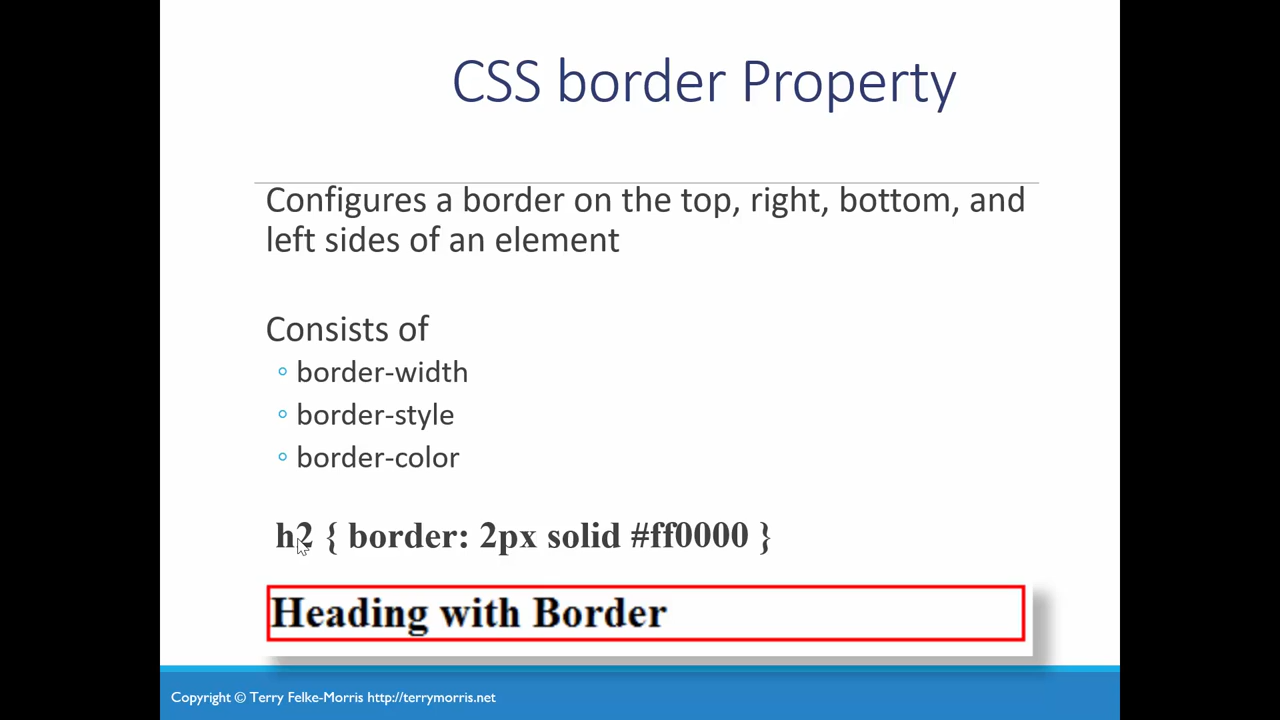 CSS border Property
Configures a border on the top, right, bottom, and
left sides of an element
Consists of
border-width
border-style
border-color
h2 { border: 2px solid #ff0000 }
Heading with Border
Copyright © Terry Felke-Morris http://terrymorris.net